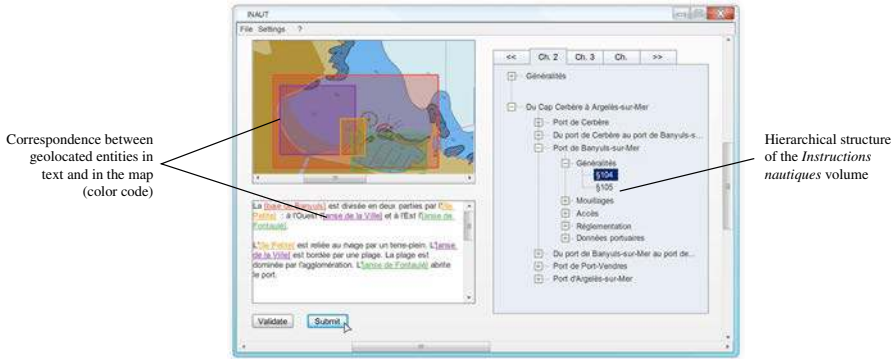 INAUT
File Settings ?
<< Ch. 2 Ch. 3 Ch. >>
Généralités
Du Cap Cerbère à Argelès-sur-Mer
Port de Cerbère
Du port de Cerbère au port de Banyuls-s...
Port de Banyuls-sur-Mer
Généralités
§104
§105
Mouillages
Accès
Réglementation
Données portuaires
Du port de Banyuls-sur-Mer au port de...
Port de Port-Vendres
Port d'Argelès-sur-Mer
La [baie de Banyuls] est divisée en deux parties par l'[île
Petite] : à l'Ouest l'[anse de la Ville] et à l'Est l'[anse de
Fontaulé].
L'[île Petite] est reliée au rivage par un terre-plein. L'[anse
de la Ville] est bordée par une plage. La plage est
dominée par l'agglomération. L'[anse de Fontaulé] abrite
le port.
Validate Submit
Correspondence between
geolocated entities in
text and in the map
(color code)
Hierarchical structure
of the Instructions
nautiques volume